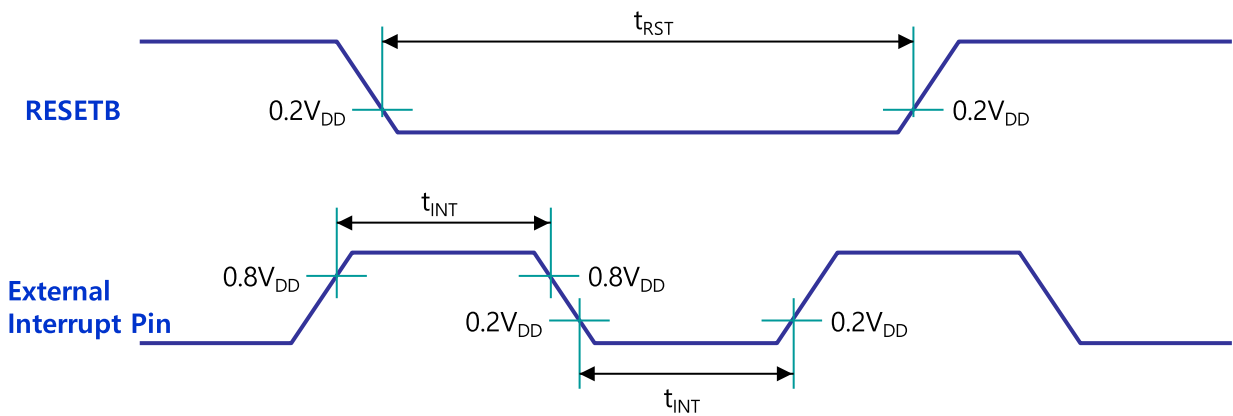 tRST
RESETB
0.2VDD
0.2VDD
tINT
0.8VDD
0.8VDD
External
Interrupt Pin
0.2VDD
0.2VDD
tINT